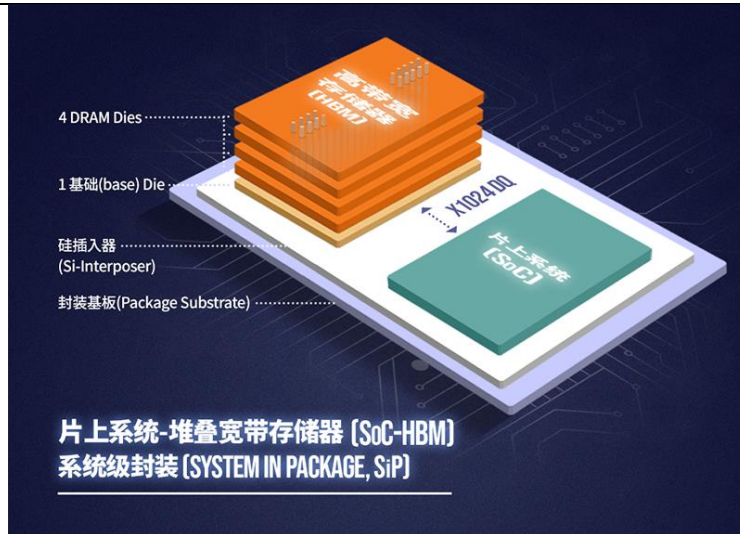 高带宽
存储器
(HBM)
4 DRAM Dies
1 基础(base) Die
X1024 DQ
硅插入器
(Si-Interposer)
片上系统
(SoC)
封装基板(Package Substrate)
片上系统-堆叠宽带存储器 (SoC-HBM)
系统级封装 (SYSTEM IN PACKAGE, SiP)